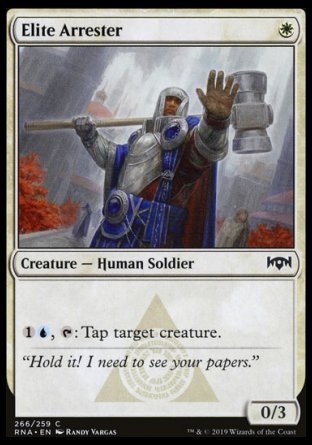 Elite Arrester
Creature — Human Soldier
1, : Tap target creature.
"Hold it! I need to see your papers."
0/3
266/259 C
RNA • EN RANDY VARGAS
™ & © 2019 Wizards of the Coast